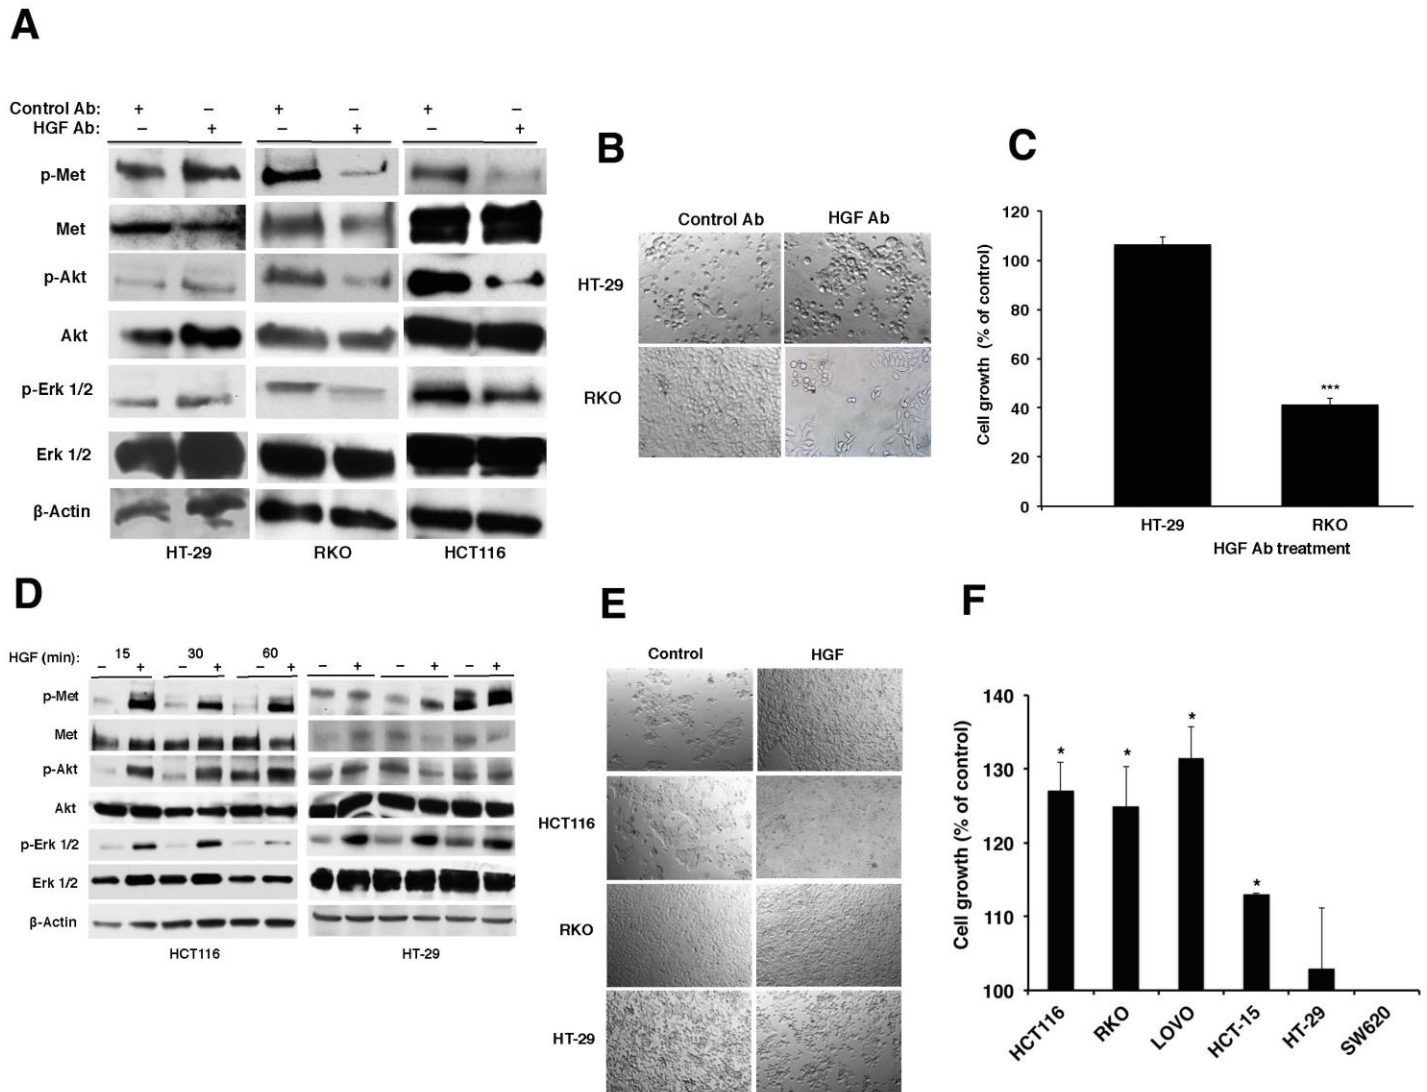 A
Control Ab: + – + – + –
HGF Ab: – + – + – +
p-Met
Met
p-Akt
Akt
p-Erk 1/2
Erk 1/2
β-Actin
HT-29 RKO HCT116
B
Control Ab HGF Ab
HT-29
RKO
C
Cell growth (% of control)
120
100
80
60
40
20
0
***
HT-29 RKO
HGF Ab treatment
D
HGF (min): 15 30 60
– + – + – + – + – + – +
p-Met
Met
p-Akt
Akt
p-Erk 1/2
Erk 1/2
β-Actin
HCT116 HT-29
E
Control HGF
HCT116
RKO
HT-29
F
Cell growth (% of control)
140
130
120
110
100
* * * *
HCT116 RKO LOVO HCT-15 HT-29 SW620